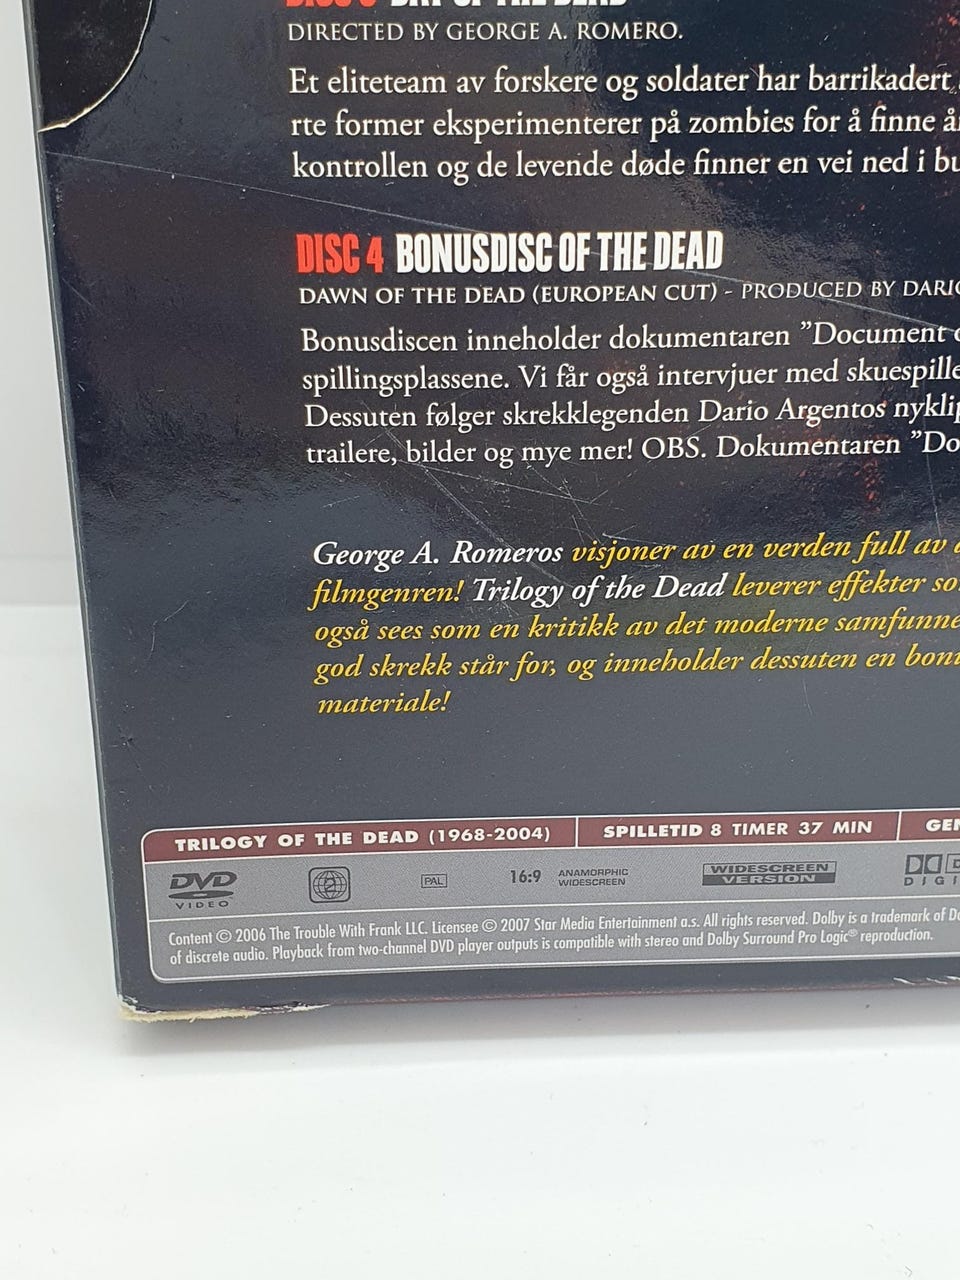 DISC 3 DAY OF THE DEAD
DIRECTED BY GEORGE A. ROMERO.
Et eliteteam av forskere og soldater har barrikadert
rte former eksperimenterer på zombies for å finne
kontrollen og de levende døde finner en vei ned i
DISC 4 BONUSDISC OF THE DEAD
DAWN OF THE DEAD (EUROPEAN CUT) - PRODUCED BY
Bonusdiscen inneholder dokumentaren ”Document
spillingsplassene. Vi får også intervjuer med
Dessuten følger skrekklegenden Dario Argentos
trailere, bilder og mye mer! OBS. Dokumentaren
George A. Romeros visjoner av en verden full av
filmgenren! Trilogy of the Dead leverer effekter
også sees som en kritikk av det moderne
god skrekk står for, og inneholder dessuten en
materiale!
TRILOGY OF THE DEAD (1968-2004) SPILLETID 8 TIMER 37 MIN
DVD VIDEO 2 PAL 16:9 ANAMORPHIC WIDESCREEN WIDESCREEN VERSION
Content © 2006 The Trouble With Frank LLC. Licensee © 2007 Star Media Entertainment a.s. All rights reserved. Dolby is a trademark of
of discrete audio. Playback from two-channel DVD player outputs is compatible with stereo and Dolby Surround Pro Logic® reproduction.